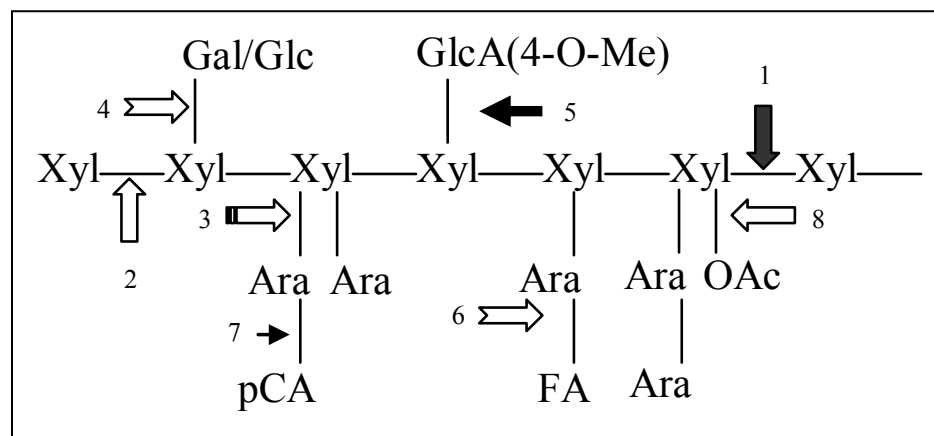 1
Gal/Glc GlcA(4-O-Me)
4 5
Xyl Xyl Xyl Xyl Xyl Xyl Xyl
3 8
2 Ara Ara Ara Ara OAc
7 6
pCA FA Ara